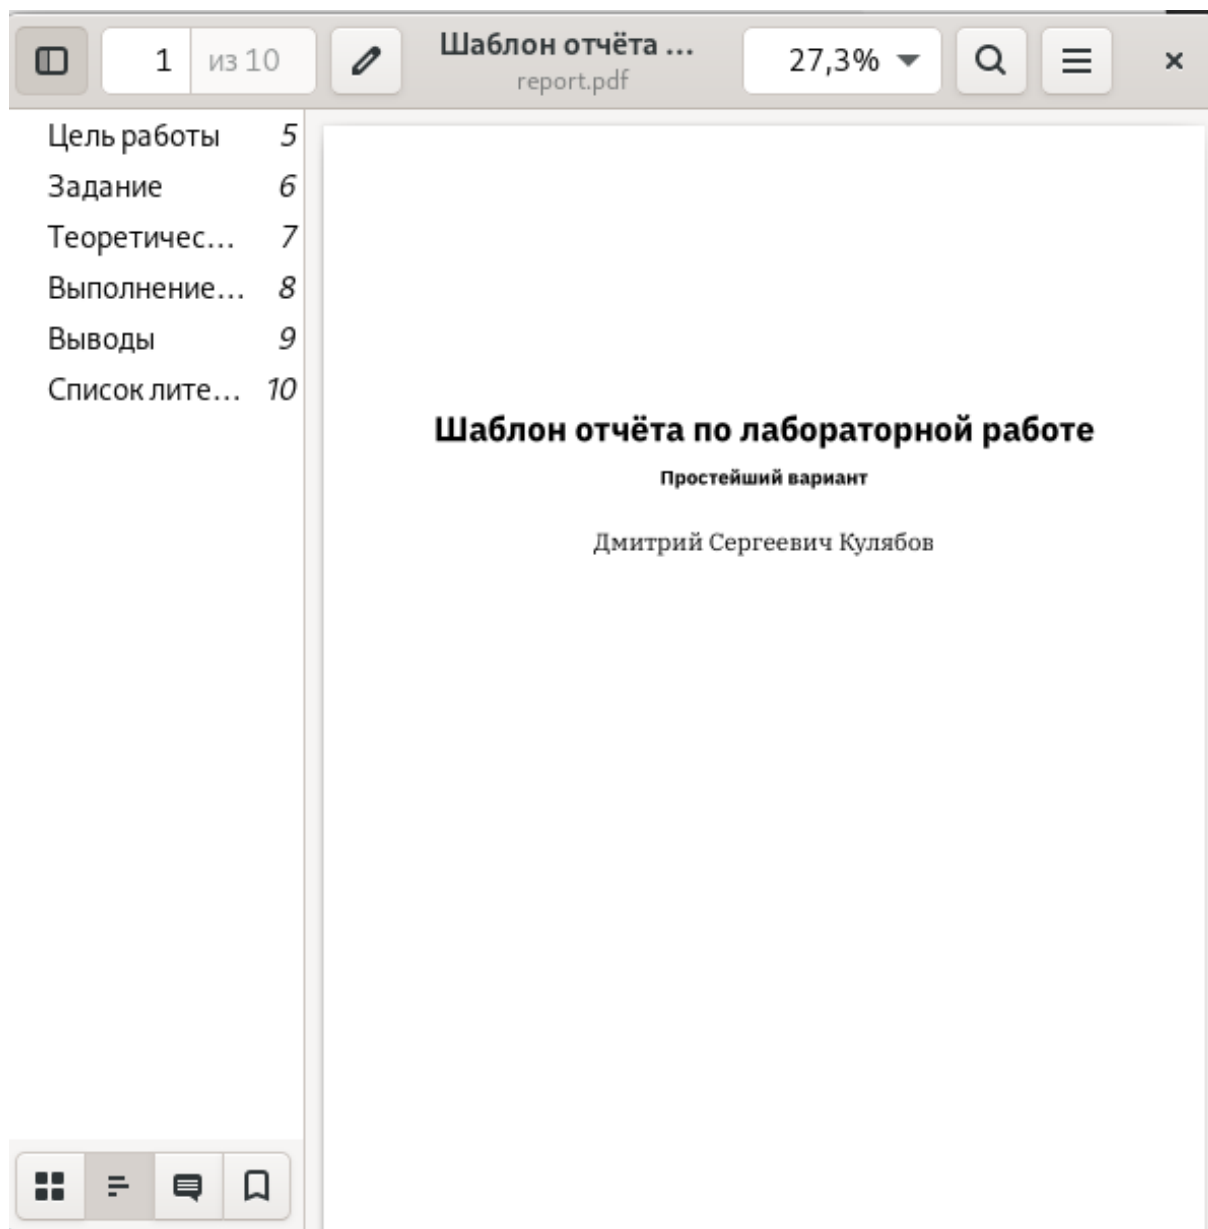 1 из 10 Шаблон отчёта ... 27,3%
report.pdf
Цель работы 5
Задание 6
Теоретичес... 7
Выполнение... 8
Выводы 9
Список лите... 10
Шаблон отчёта по лабораторной работе
Простейший вариант
Дмитрий Сергеевич Кулябов